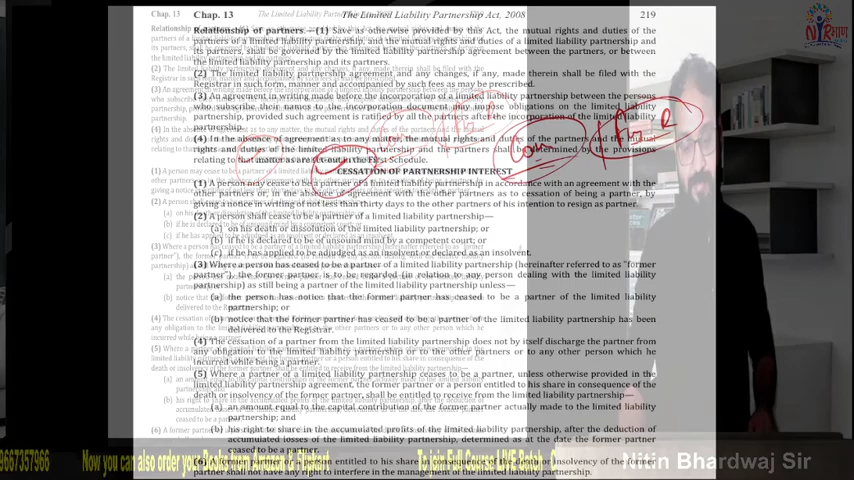 Chap. 13 The Limited Liability Partnership Act, 2008 219
Relationship of partners.—(1) Save as otherwise provided by this Act, the mutual rights and duties of the
partners of a limited liability partnership, and the mutual rights and duties of a limited liability partnership and
its partners, shall be governed by the limited liability partnership agreement between the partners, or between
the limited liability partnership and its partners.
(2) The limited liability partnership agreement and any changes, if any, made therein shall be filed with the
Registrar in such form, manner and accompanied by such fees as may be prescribed.
(3) An agreement in writing made before the incorporation of a limited liability partnership between the persons
who subscribe their names to the incorporation document may impose obligations on the limited liability
partnership, provided such agreement is ratified by all the partners after the incorporation of the limited liability
partnership.
(4) In the absence of agreement as to any matter, the mutual rights and duties of the partners and the mutual
rights and duties of the limited liability partnership and the partners shall be determined by the provisions
relating to that matter as are set out in the First Schedule.
CESSATION OF PARTNERSHIP INTEREST
(1) A person may cease to be a partner of a limited liability partnership in accordance with an agreement with the
other partners or, in the absence of agreement with the other partners as to cessation of being a partner, by
giving a notice in writing of not less than thirty days to the other partners of his intention to resign as partner.
(2) A person shall cease to be a partner of a limited liability partnership—
(a) on his death or dissolution of the limited liability partnership; or
(b) if he is declared to be of unsound mind by a competent court; or
(c) if he has applied to be adjudged as an insolvent or declared as an insolvent.
(3) Where a person has ceased to be a partner of a limited liability partnership (hereinafter referred to as "former
partner"), the former partner is to be regarded (in relation to any person dealing with the limited liability
partnership) as still being a partner of the limited liability partnership unless—
(a) the person has notice that the former partner has ceased to be a partner of the limited liability
partnership; or
(b) notice that the former partner has ceased to be a partner of the limited liability partnership has been
delivered to the Registrar.
(4) The cessation of a partner from the limited liability partnership does not by itself discharge the partner from
any obligation to the limited liability partnership or to the other partners or to any other person which he
incurred while being a partner.
(5) Where a partner of a limited liability partnership ceases to be a partner, unless otherwise provided in the
limited liability partnership agreement, the former partner or a person entitled to his share in consequence of the
death or insolvency of the former partner, shall be entitled to receive from the limited liability partnership—
(a) an amount equal to the capital contribution of the former partner actually made to the limited liability
partnership; and
(b) his right to share in the accumulated profits of the limited liability partnership, after the deduction of
accumulated losses of the limited liability partnership, determined as at the date the former partner
ceased to be a partner.
(6) A former partner or a person entitled to his share in consequence of the death or insolvency of the former
partner shall not have any right to interfere in the management of the limited liability partnership.
9667357966 Now you can also order your Books from Amazon & Flipkart To join Full Course LIVE Batch
Nitin Bhardwaj Sir